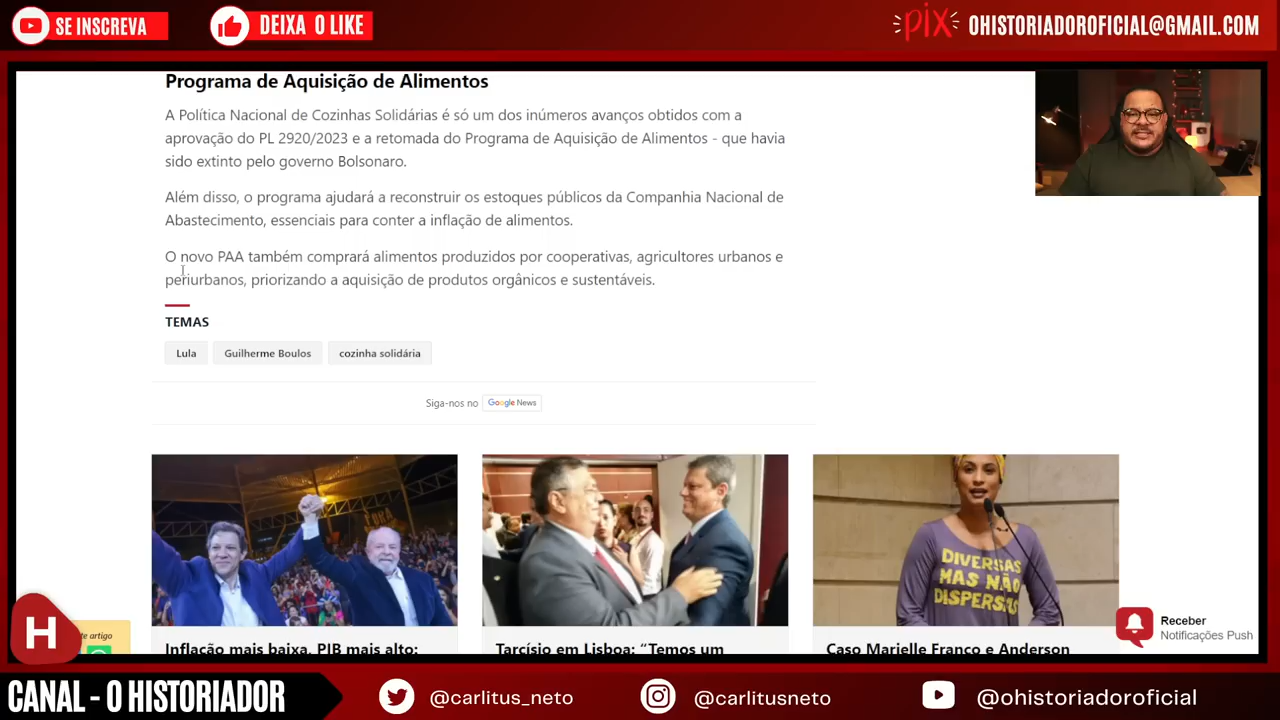 SE INSCREVA
DEIXA O LIKE
PIX
OHISTORIADOROFICIAL@GMAIL.COM
Programa de Aquisição de Alimentos
A Política Nacional de Cozinhas Solidárias é só um dos inúmeros avanços obtidos com a
aprovação do PL 2920/2023 e a retomada do Programa de Aquisição de Alimentos - que havia
sido extinto pelo governo Bolsonaro.
Além disso, o programa ajudará a reconstruir os estoques públicos da Companhia Nacional de
Abastecimento, essenciais para conter a inflação de alimentos.
O novo PAA também comprará alimentos produzidos por cooperativas, agricultores urbanos e
periurbanos, priorizando a aquisição de produtos orgânicos e sustentáveis.
TEMAS
Lula
Guilherme Boulos
cozinha solidária
Siga-nos no Google News
DIVERSAS
MAS NÃO
DISPERSAS
H
te artigo
Receber
Notificações Push
Inflação mais baixa, PIB mais alto:
Tarcísio em Lisboa: “Temos um
Caso Marielle Franco e Anderson
CANAL - O HISTORIADOR
@carlitus_neto
@carlitusneto
@ohistoriadoroficial